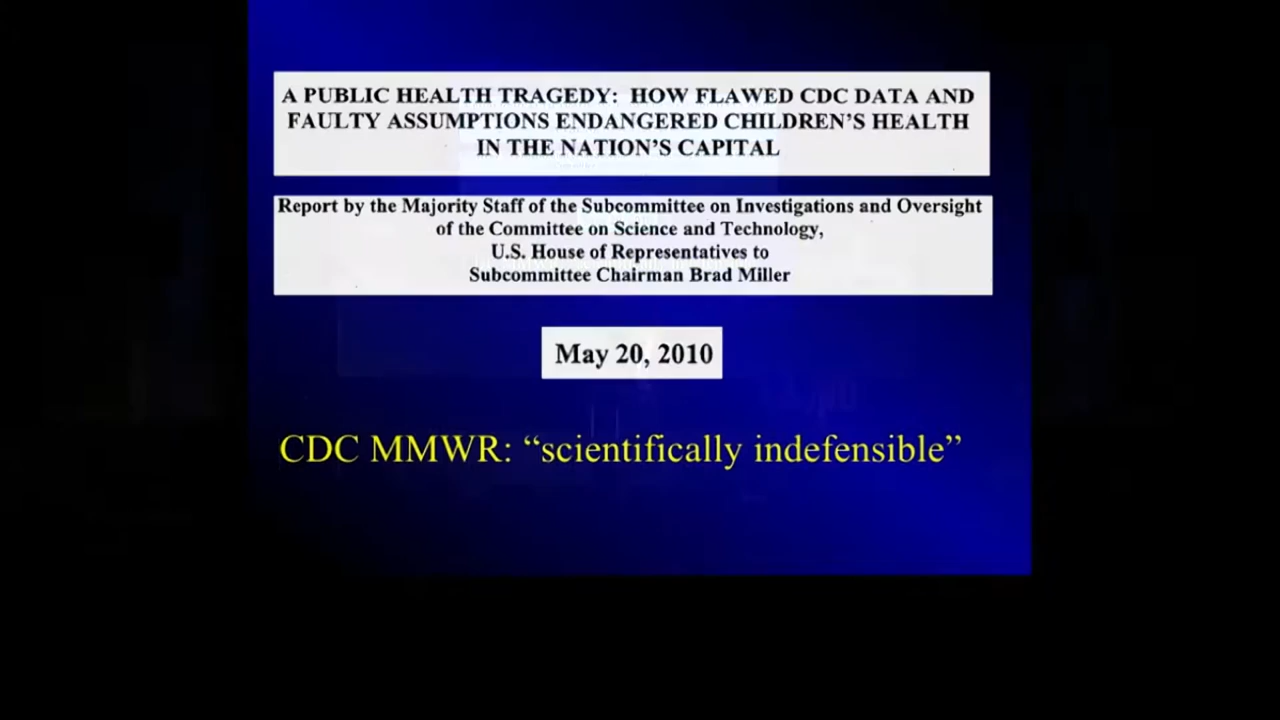 A PUBLIC HEALTH TRAGEDY: HOW FLAWED CDC DATA AND
FAULTY ASSUMPTIONS ENDANGERED CHILDREN'S HEALTH
IN THE NATION'S CAPITAL
Report by the Majority Staff of the Subcommittee on Investigations and Oversight
of the Committee on Science and Technology,
U.S. House of Representatives to
Subcommittee Chairman Brad Miller
May 20, 2010
CDC MMWR: “scientifically indefensible”